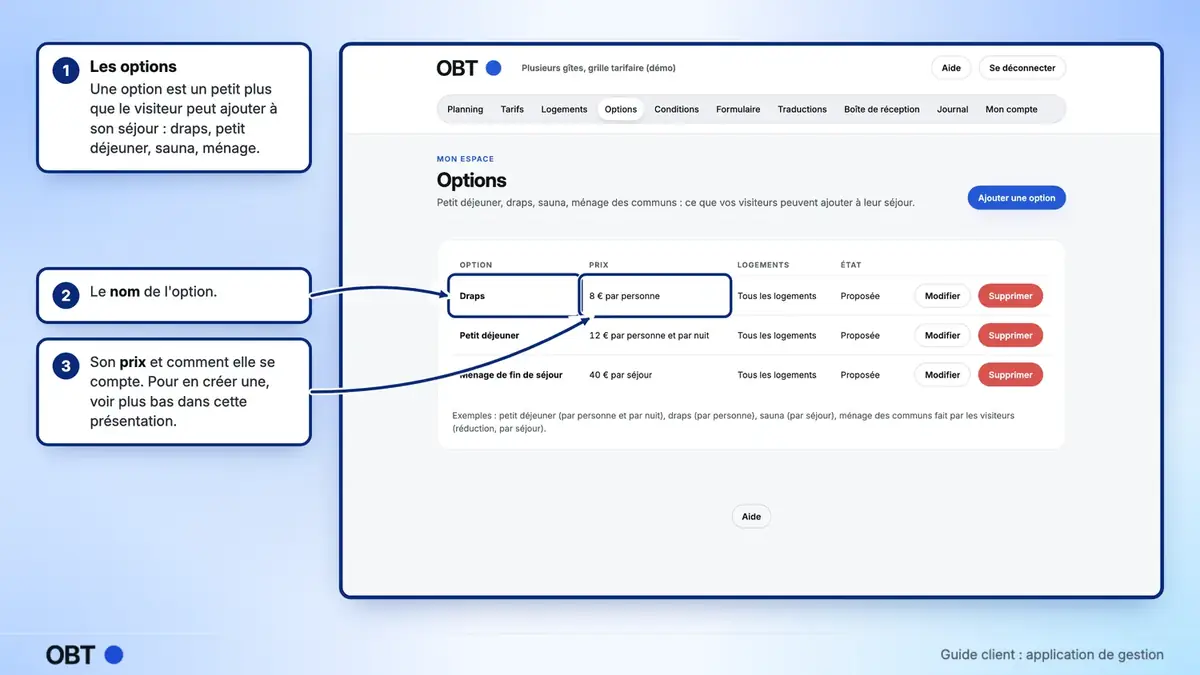 1
Les options
Une option est un petit plus
que le visiteur peut ajouter à
son séjour : draps, petit
déjeuner, sauna, ménage.
2
Le nom de l'option.
3
Son prix et comment elle se
compte. Pour en créer une,
voir plus bas dans cette
présentation.
OBT
Plusieurs gîtes, grille tarifaire (démo)
Aide
Se déconnecter
Planning Tarifs Logements Options Conditions Formulaire Traductions Boîte de réception Journal Mon compte
MON ESPACE
Options
Petit déjeuner, draps, sauna, ménage des communs : ce que vos visiteurs peuvent ajouter à leur séjour.
Ajouter une option
OPTION PRIX LOGEMENTS ÉTAT
Draps 8 € par personne Tous les logements Proposée Modifier Supprimer
Petit déjeuner 12 € par personne et par nuit Tous les logements Proposée Modifier Supprimer
Ménage de fin de séjour 40 € par séjour Tous les logements Proposée Modifier Supprimer
Exemples : petit déjeuner (par personne et par nuit), draps (par personne), sauna (par séjour), ménage des communs fait par les visiteurs
(réduction, par séjour).
Aide
OBT
Guide client : application de gestion